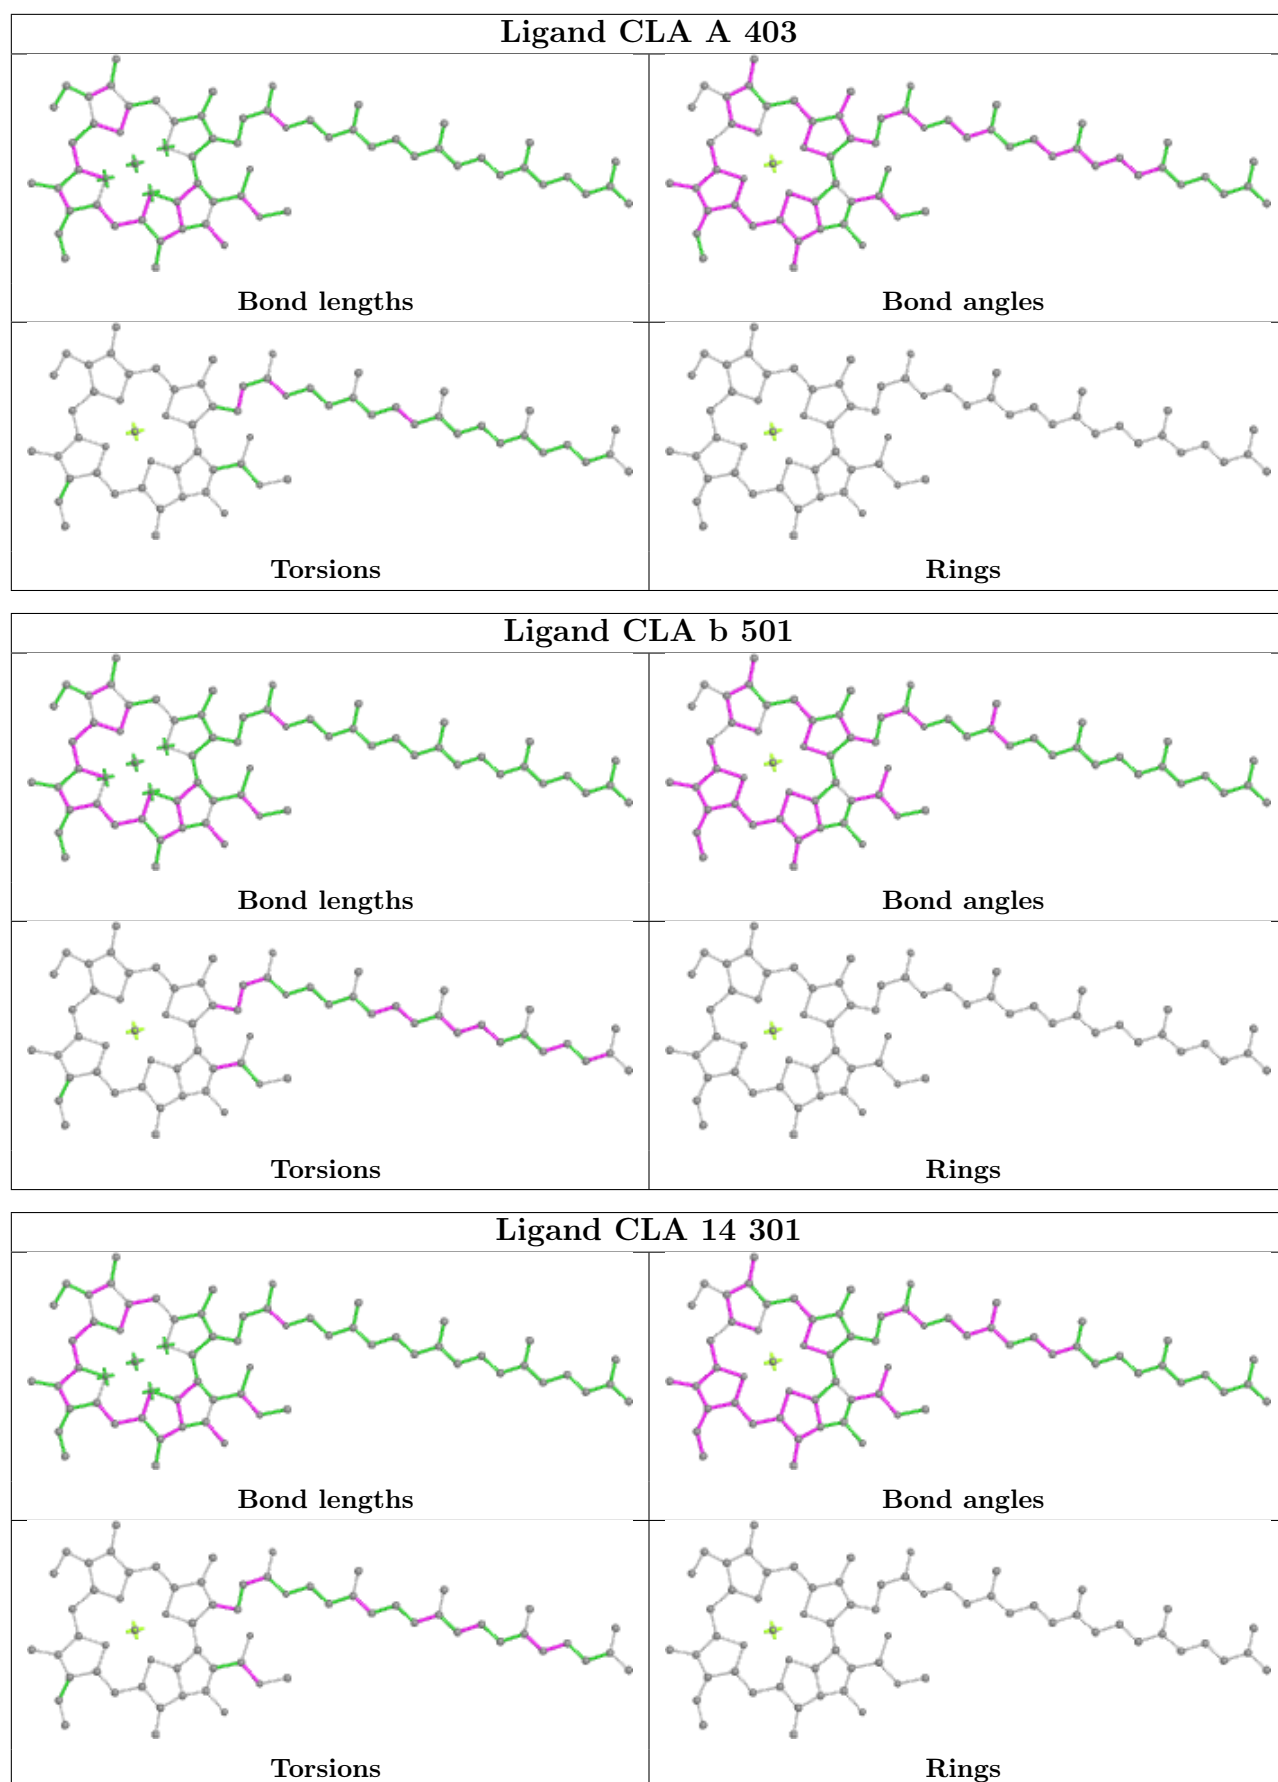 Ligand CLA A 403
Bond lengths
Bond angles
Torsions
Rings
Ligand CLA b 501
Bond lengths
Bond angles
Torsions
Rings
Ligand CLA 14 301
Bond lengths
Bond angles
Torsions
Rings